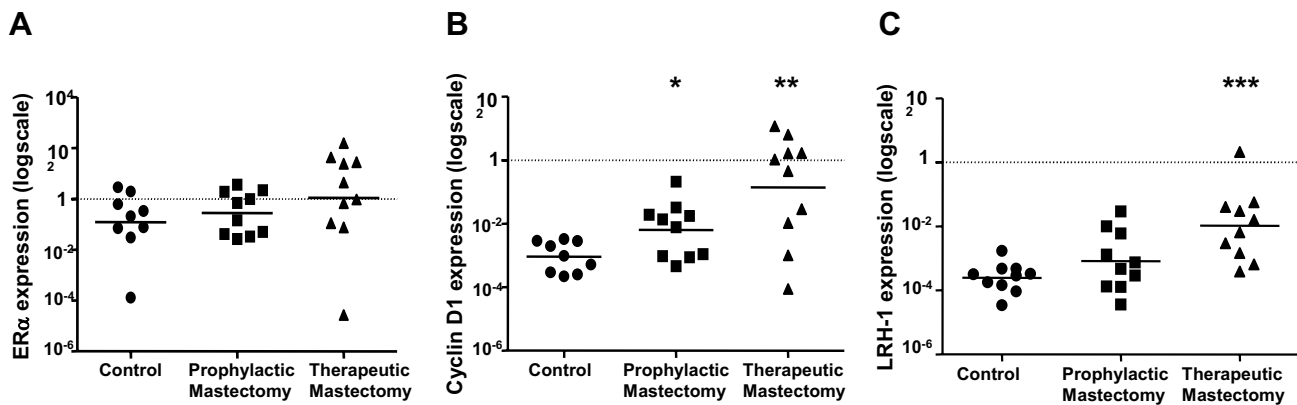 A
B
C
ERα expression (logscale)
10⁴
10
2
1
10⁻²
10⁻⁴
10⁻⁶
Control
Prophylactic
Mastectomy
Therapeutic
Mastectomy
Cyclin D1 expression (logscale)
*
**
10
2
1
10⁻²
10⁻⁴
10⁻⁶
Control
Prophylactic
Mastectomy
Therapeutic
Mastectomy
LRH-1 expression (logscale)
***
10
2
1
10⁻²
10⁻⁴
10⁻⁶
Control
Prophylactic
Mastectomy
Therapeutic
Mastectomy